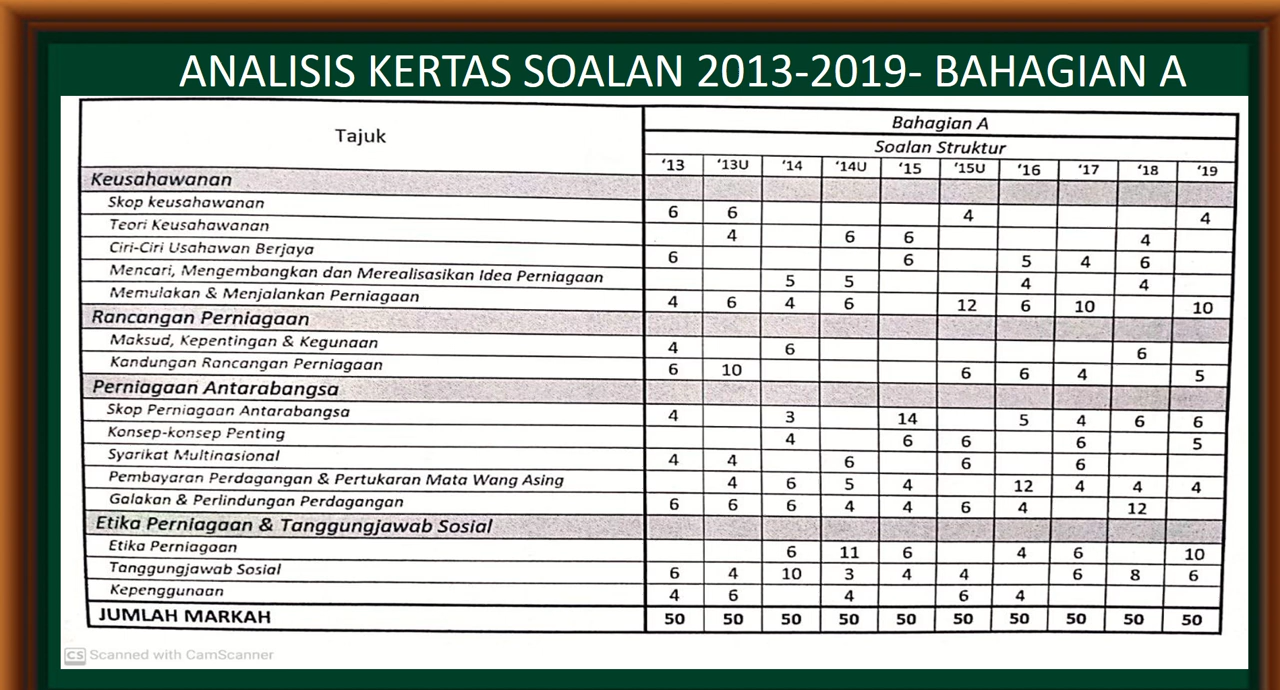 ANALISIS KERTAS SOALAN 2013-2019- BAHAGIAN A
Tajuk Bahagian A
Soalan Struktur
‘13 ‘13U ‘14 ‘14U ‘15 ‘15U ‘16 ‘17 ‘18 ‘19
Keusahawanan
Skop keusahawanan 6 6 4 4
Teori Keusahawanan 4 6 6 4
Ciri-Ciri Usahawan Berjaya 6 6 5 4 6
Mencari, Mengembangkan dan Merealisasikan Idea Perniagaan 5 5 4 4
Memulakan & Menjalankan Perniagaan 4 6 4 6 12 6 10 10
Rancangan Perniagaan
Maksud, Kepentingan & Kegunaan 4 6 6
Kandungan Rancangan Perniagaan 6 10 6 6 4 5
Perniagaan Antarabangsa
Skop Perniagaan Antarabangsa 4 3 14 5 4 6 6
Konsep-konsep Penting 4 6 6 6 5
Syarikat Multinasional 4 4 6 6 6
Pembayaran Perdagangan & Pertukaran Mata Wang Asing 4 6 5 4 12 4 4 4
Galakan & Perlindungan Perdagangan 6 6 6 4 4 6 4 12
Etika Perniagaan & Tanggungjawab Sosial
Etika Perniagaan 6 11 6 4 6 10
Tanggungjawab Sosial 6 4 10 3 4 4 6 8 6
Kepenggunaan 4 6 4 6 4
JUMLAH MARKAH 50 50 50 50 50 50 50 50 50 50
CS Scanned with CamScanner